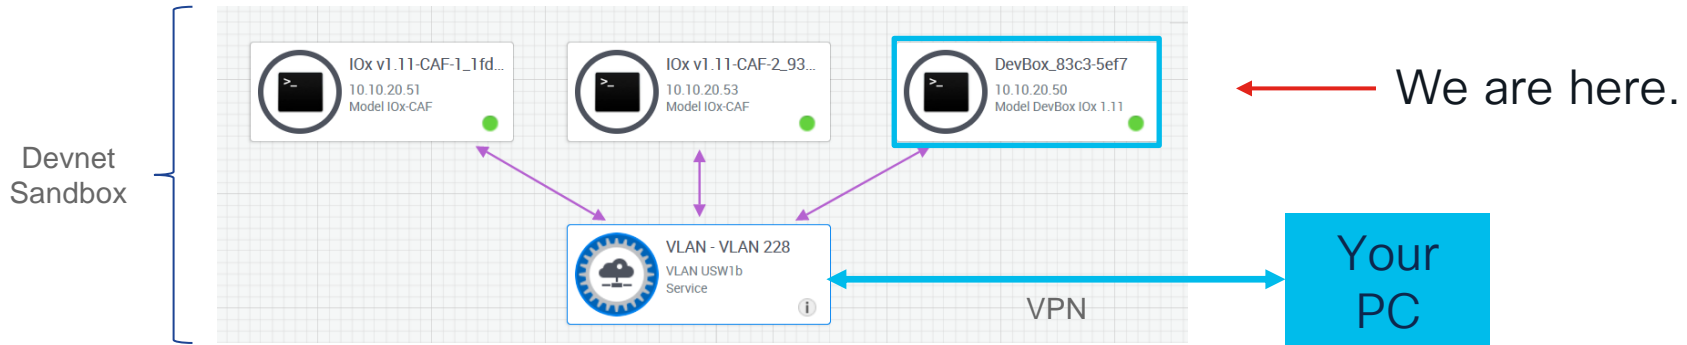 IOx v1.11-CAF-1_1fd...
10.10.20.51
Model IOx-CAF
IOx v1.11-CAF-2_93...
10.10.20.53
Model IOx-CAF
DevBox_83c3-5ef7
10.10.20.50
Model DevBox IOx 1.11
We are here.
Devnet
Sandbox
VLAN - VLAN 228
VLAN USW1b
Service
VPN
Your
PC